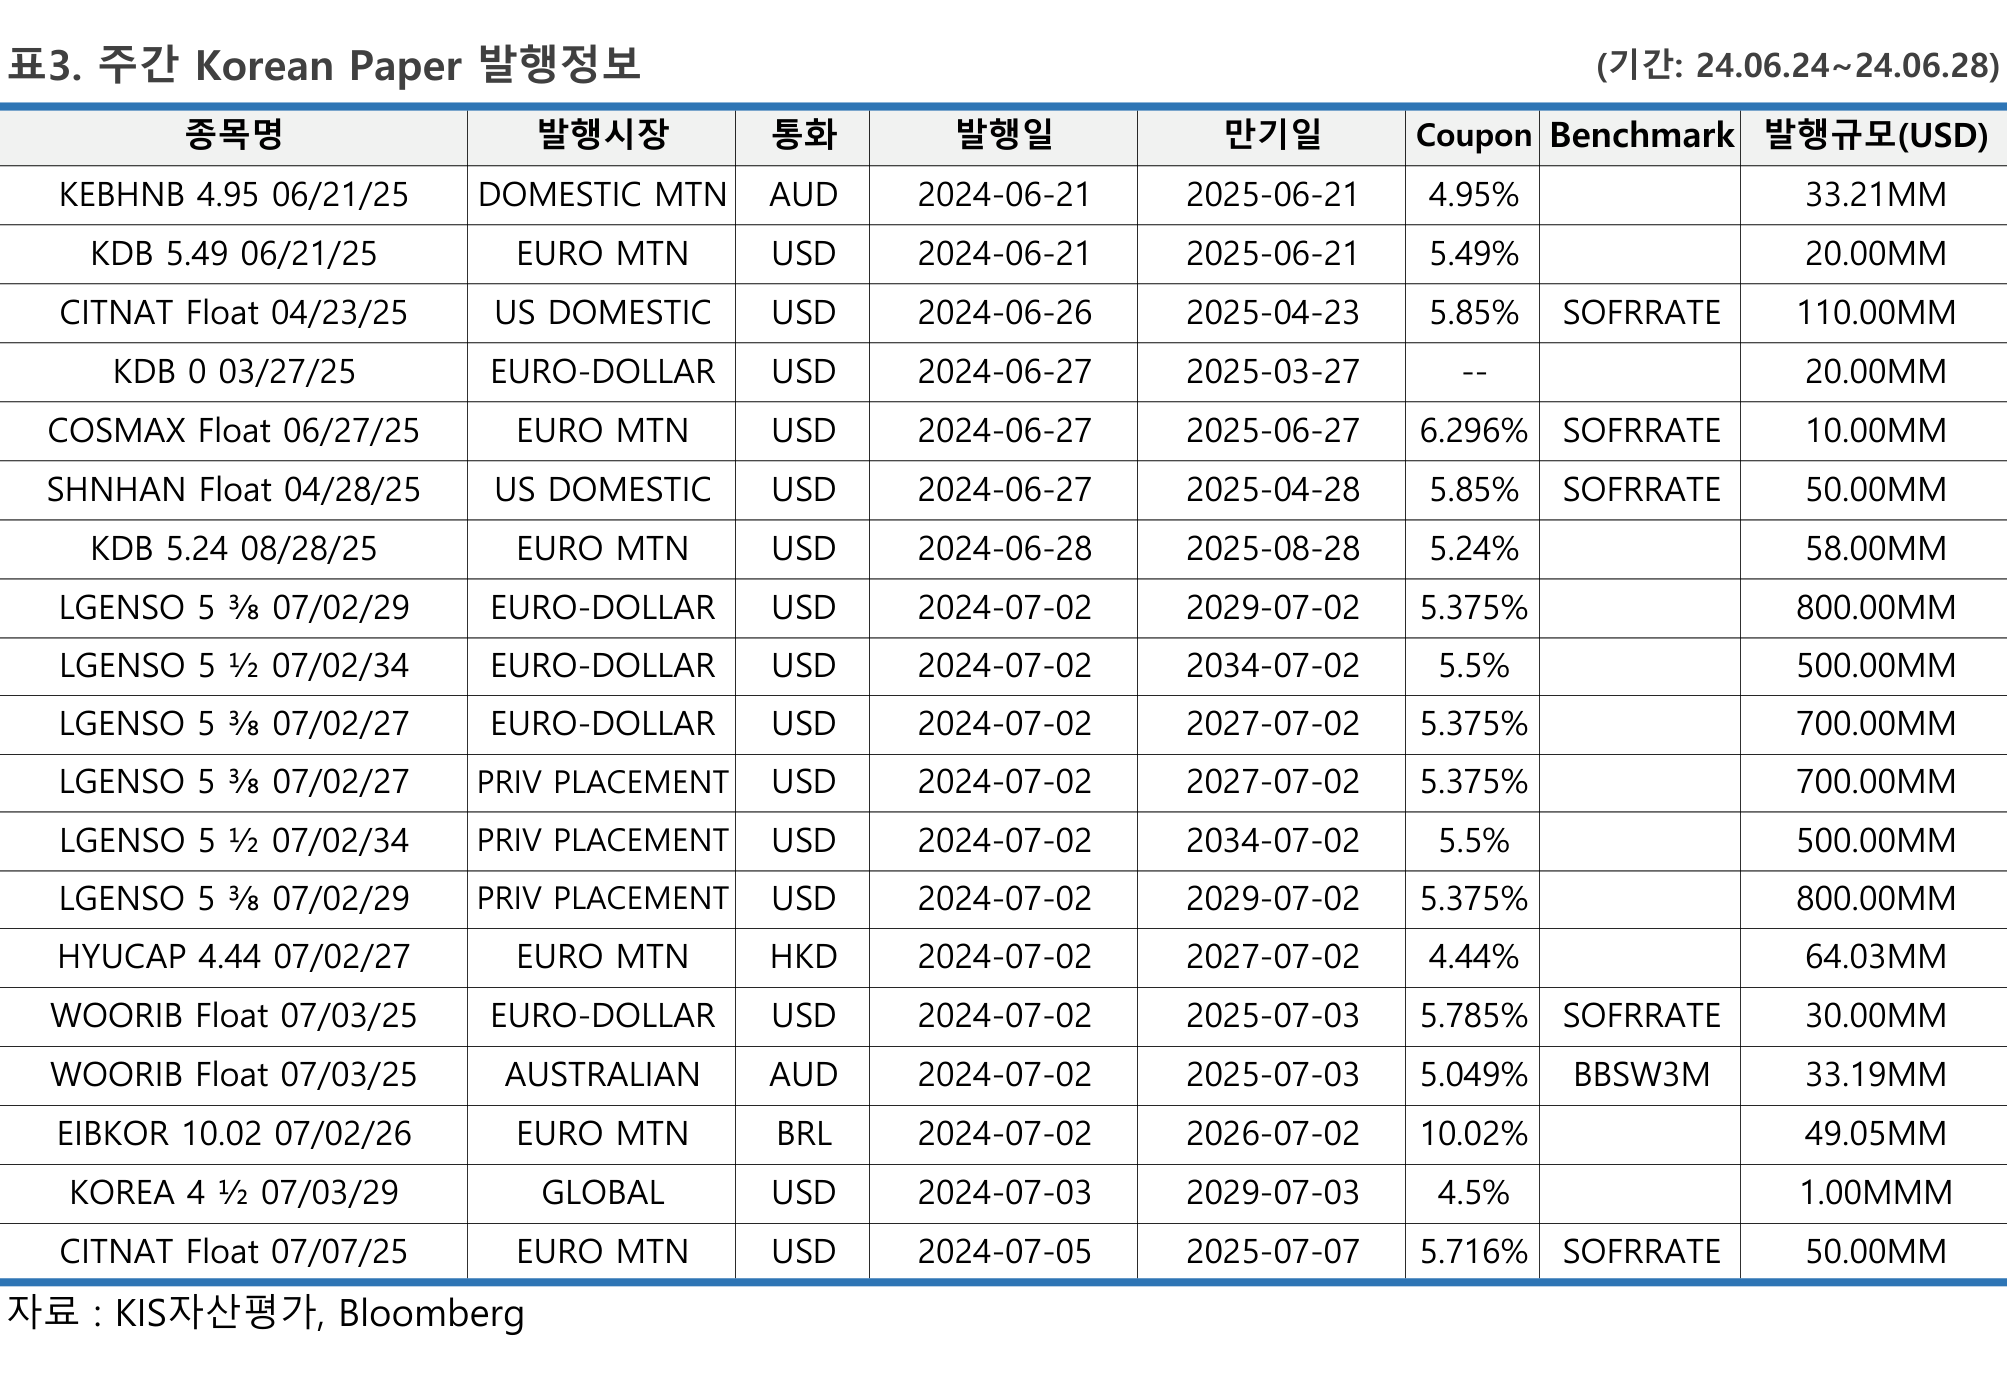 표3. 주간 Korean Paper 발행정보 (기간: 24.06.24~24.06.28)
종목명 발행시장 통화 발행일 만기일 Coupon Benchmark 발행규모(USD)
KEBHNB 4.95 06/21/25 DOMESTIC MTN AUD 2024-06-21 2025-06-21 4.95% 33.21MM
KDB 5.49 06/21/25 EURO MTN USD 2024-06-21 2025-06-21 5.49% 20.00MM
CITNAT Float 04/23/25 US DOMESTIC USD 2024-06-26 2025-04-23 5.85% SOFRRATE 110.00MM
KDB 0 03/27/25 EURO-DOLLAR USD 2024-06-27 2025-03-27 -- 20.00MM
COSMAX Float 06/27/25 EURO MTN USD 2024-06-27 2025-06-27 6.296% SOFRRATE 10.00MM
SHNHAN Float 04/28/25 US DOMESTIC USD 2024-06-27 2025-04-28 5.85% SOFRRATE 50.00MM
KDB 5.24 08/28/25 EURO MTN USD 2024-06-28 2025-08-28 5.24% 58.00MM
LGENSO 5 ⅜ 07/02/29 EURO-DOLLAR USD 2024-07-02 2029-07-02 5.375% 800.00MM
LGENSO 5 ½ 07/02/34 EURO-DOLLAR USD 2024-07-02 2034-07-02 5.5% 500.00MM
LGENSO 5 ⅜ 07/02/27 EURO-DOLLAR USD 2024-07-02 2027-07-02 5.375% 700.00MM
LGENSO 5 ⅜ 07/02/27 PRIV PLACEMENT USD 2024-07-02 2027-07-02 5.375% 700.00MM
LGENSO 5 ½ 07/02/34 PRIV PLACEMENT USD 2024-07-02 2034-07-02 5.5% 500.00MM
LGENSO 5 ⅜ 07/02/29 PRIV PLACEMENT USD 2024-07-02 2029-07-02 5.375% 800.00MM
HYUCAP 4.44 07/02/27 EURO MTN HKD 2024-07-02 2027-07-02 4.44% 64.03MM
WOORIB Float 07/03/25 EURO-DOLLAR USD 2024-07-02 2025-07-03 5.785% SOFRRATE 30.00MM
WOORIB Float 07/03/25 AUSTRALIAN AUD 2024-07-02 2025-07-03 5.049% BBSW3M 33.19MM
EIBKOR 10.02 07/02/26 EURO MTN BRL 2024-07-02 2026-07-02 10.02% 49.05MM
KOREA 4 ½ 07/03/29 GLOBAL USD 2024-07-03 2029-07-03 4.5% 1.00MMM
CITNAT Float 07/07/25 EURO MTN USD 2024-07-05 2025-07-07 5.716% SOFRRATE 50.00MM
자료 : KIS자산평가, Bloomberg